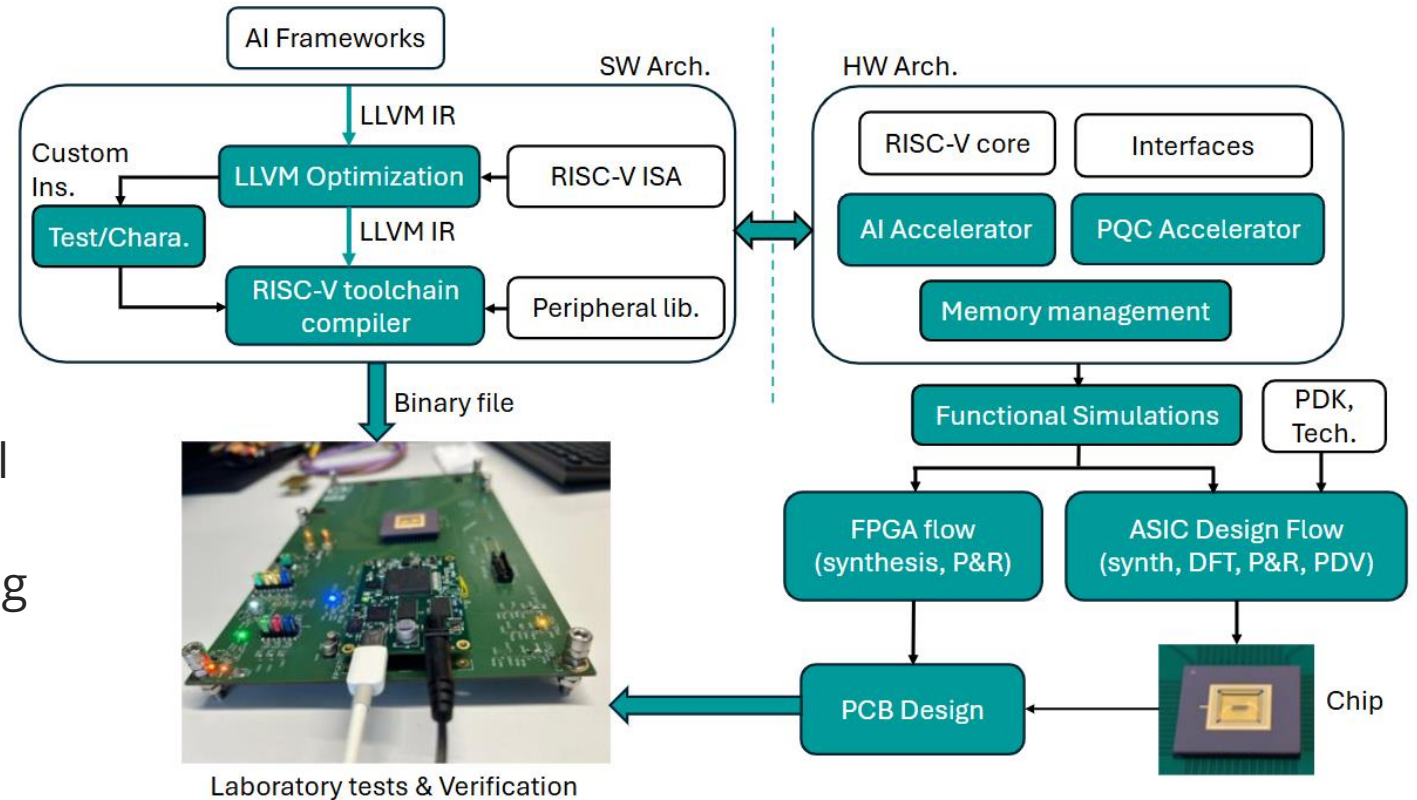 AI Frameworks
SW Arch.
HW Arch.
LLVM IR
Custom
Ins.
LLVM Optimization
RISC-V ISA
Test/Chara.
LLVM IR
RISC-V toolchain
compiler
Peripheral lib.
RISC-V core
Interfaces
AI Accelerator
PQC Accelerator
Memory management
Binary file
Functional Simulations
PDK,
Tech.
l
g
FPGA flow
(synthesis, P&R)
ASIC Design Flow
(synth, DFT, P&R, PDV)
PCB Design
Chip
Laboratory tests & Verification